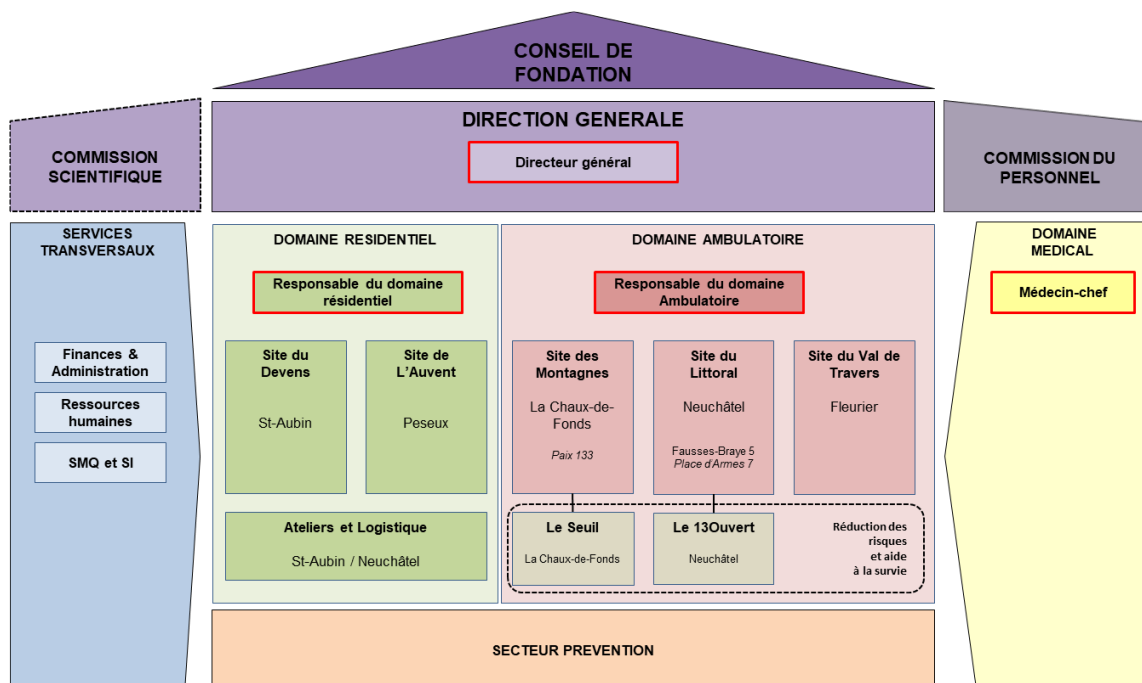 CONSEIL DE
FONDATION
DIRECTION GENERALE
Directeur général
COMMISSION
SCIENTIFIQUE
COMMISSION DU
PERSONNEL
SERVICES
TRANSVERSAUX
Finances &
Administration
Ressources
humaines
SMQ et SI
DOMAINE RESIDENTIEL
Responsable du domaine
résidentiel
Site du
Devens
St-Aubin
Site de
L'Auvent
Peseux
Ateliers et Logistique
St-Aubin / Neuchâtel
DOMAINE AMBULATOIRE
Responsable du domaine
Ambulatoire
Site des
Montagnes
La Chaux-de-
Fonds
Paix 133
Site du
Littoral
Neuchâtel
Fausses-Braye 5
Place d'Armes 7
Site du Val de
Travers
Fleurier
Le Seuil
La Chaux-de-Fonds
Le 13Ouvert
Neuchâtel
Réduction des
risques
et aide
à la survie
DOMAINE
MEDICAL
Médecin-chef
SECTEUR PREVENTION